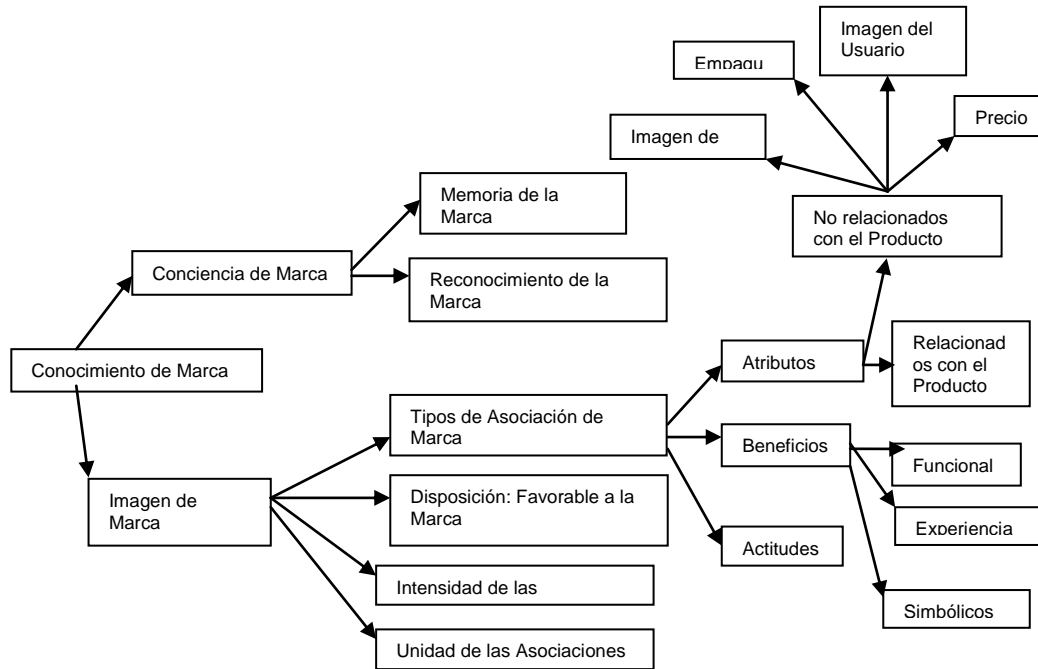 Imagen del
Usuario
Empaqu
Precio
Imagen de
Memoria de la
Marca
No relacionados
con el Producto
Conciencia de Marca
Reconocimiento de la
Marca
Conocimiento de Marca
Atributos
Relacionad
os con el
Producto
Tipos de Asociación de
Marca
Beneficios
Funcional
Imagen de
Marca
Disposición: Favorable a la
Marca
Experiencia
Actitudes
Intensidad de las
Simbólicos
Unidad de las Asociaciones